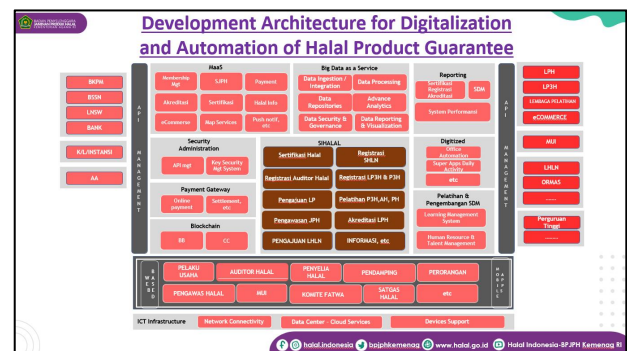 BADAN PENYELENGGARA
JAMINAN PRODUK HALAL
Development Architecture for Digitalization
and Automation of Halal Product Guarantee
BKPM
BSSN
LNSW
BANK
K/L/INSTANSI
AA
API MANAGEMENT
MaaS
Membership
Mgt
SJPH
Payment
Akreditasi
Sertifikasi
Halal Info
eCommerce
Map Services
Push notif,
etc
Big Data as a Service
Data Ingestion /
Integration
Data Processing
Data
Repositories
Advance
Analytics
Data Security &
Governance
Data Reporting
& Visualization
Reporting
Sertifikasi
Registrasi
Akreditasi
SDM
System Performansi
Security
Administration
API mgt
Key Security
Mgt System
Payment Gateway
Online
payment
Settlement,
etc
Blockchain
BB
CC
SIHALAL
Sertifikasi Halal
Registrasi
SHLN
Registrasi Auditor Halal
Registrasi LP3H & P3H
Pengajuan LP
Pelatihan P3H,AH, PH
Pengawasan JPH
Akreditasi LPH
PENGAJUAN LHLN
INFORMASI, etc
Digitized
Office
Automation
Super Apps Daily
Activity
etc
Pelatihan &
Pengembangan SDM
Learning Management
System
Human Resource &
Talent Management
API MANAGEMENT
LPH
LP3H
LEMBAGA PELATIHAN
eCOMMERCE
MUI
LHLN
ORMAS
......
Perguruan
Tinggi
......
WEB BASED
PELAKU
USAHA
AUDITOR HALAL
PENYELIA
HALAL
PENDAMPING
PERORANGAN
PENGAWAS HALAL
MUI
KOMITE FATWA
SATGAS
HALAL
etc
MOBILE APPS
ICT Infrastructure
Network Connectivity
Data Center - Cloud Services
Devices Support
halal.indonesia
bpjphkemenag
www.halal.go.id
Halal Indonesia-BPJPH Kemenag RI